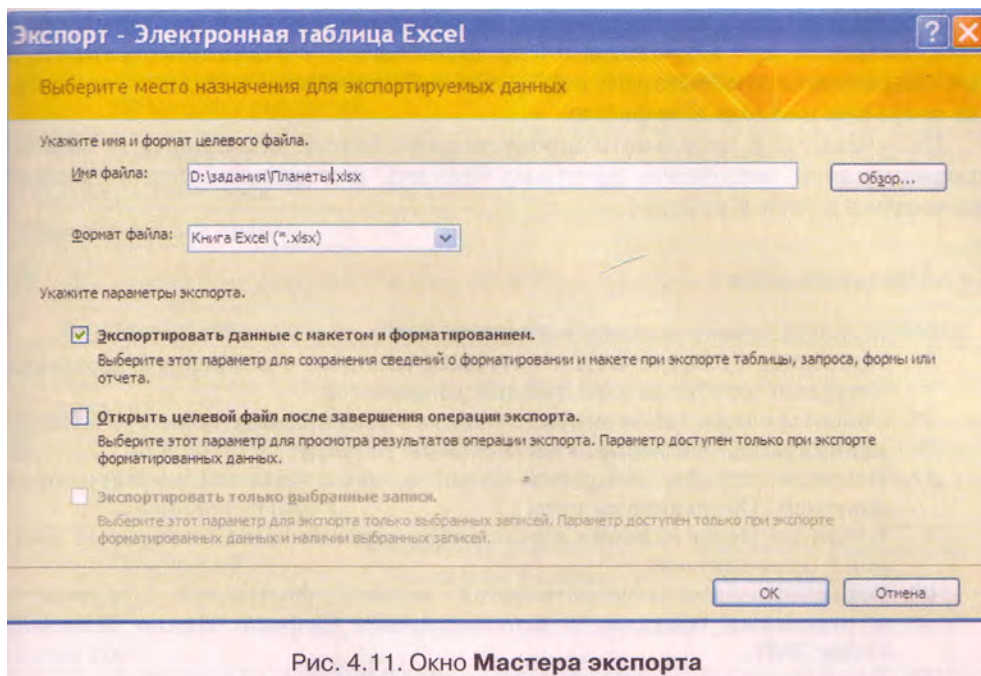 Экспорт - Электронная таблица Excel
Выберите место назначения для экспортируемых данных
Укажите имя и формат целевого файла.
Имя файла: D:\задания\Планеты.xlsx Обзор...
Формат файла: Книга Excel (*.xlsx)
Укажите параметры экспорта.
Экспортировать данные с макетом и форматированием.
Выберите этот параметр для сохранения сведений о форматировании и макете при экспорте таблицы, запроса, формы или
отчета.
Открыть целевой файл после завершения операции экспорта.
Выберите этот параметр для просмотра результатов операции экспорта. Параметр доступен только при экспорте
форматированных данных.
Экспортировать только выбранные записи.
Выберите этот параметр для экспорта только выбранных записей. Параметр доступен только при экспорте
форматированных данных и наличии выбранных записей.
ОК Отмена
Рис. 4.11. Окно Мастера экспорта